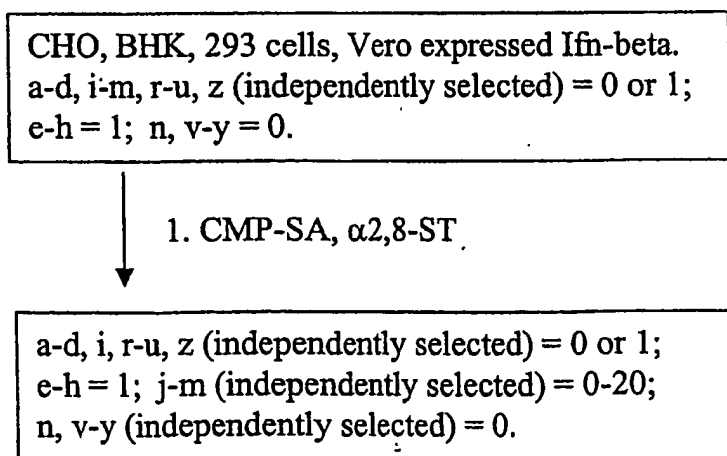 CHO, BHK, 293 cells, Vero expressed Ifn-beta.
a-d, i-m, r-u, z (independently selected) = 0 or 1;
e-h = 1; n, v-y = 0.
1. CMP-SA, α2,8-ST
a-d, i, r-u, z (independently selected) = 0 or 1;
e-h = 1; j-m (independently selected) = 0-20;
n, v-y (independently selected) = 0.